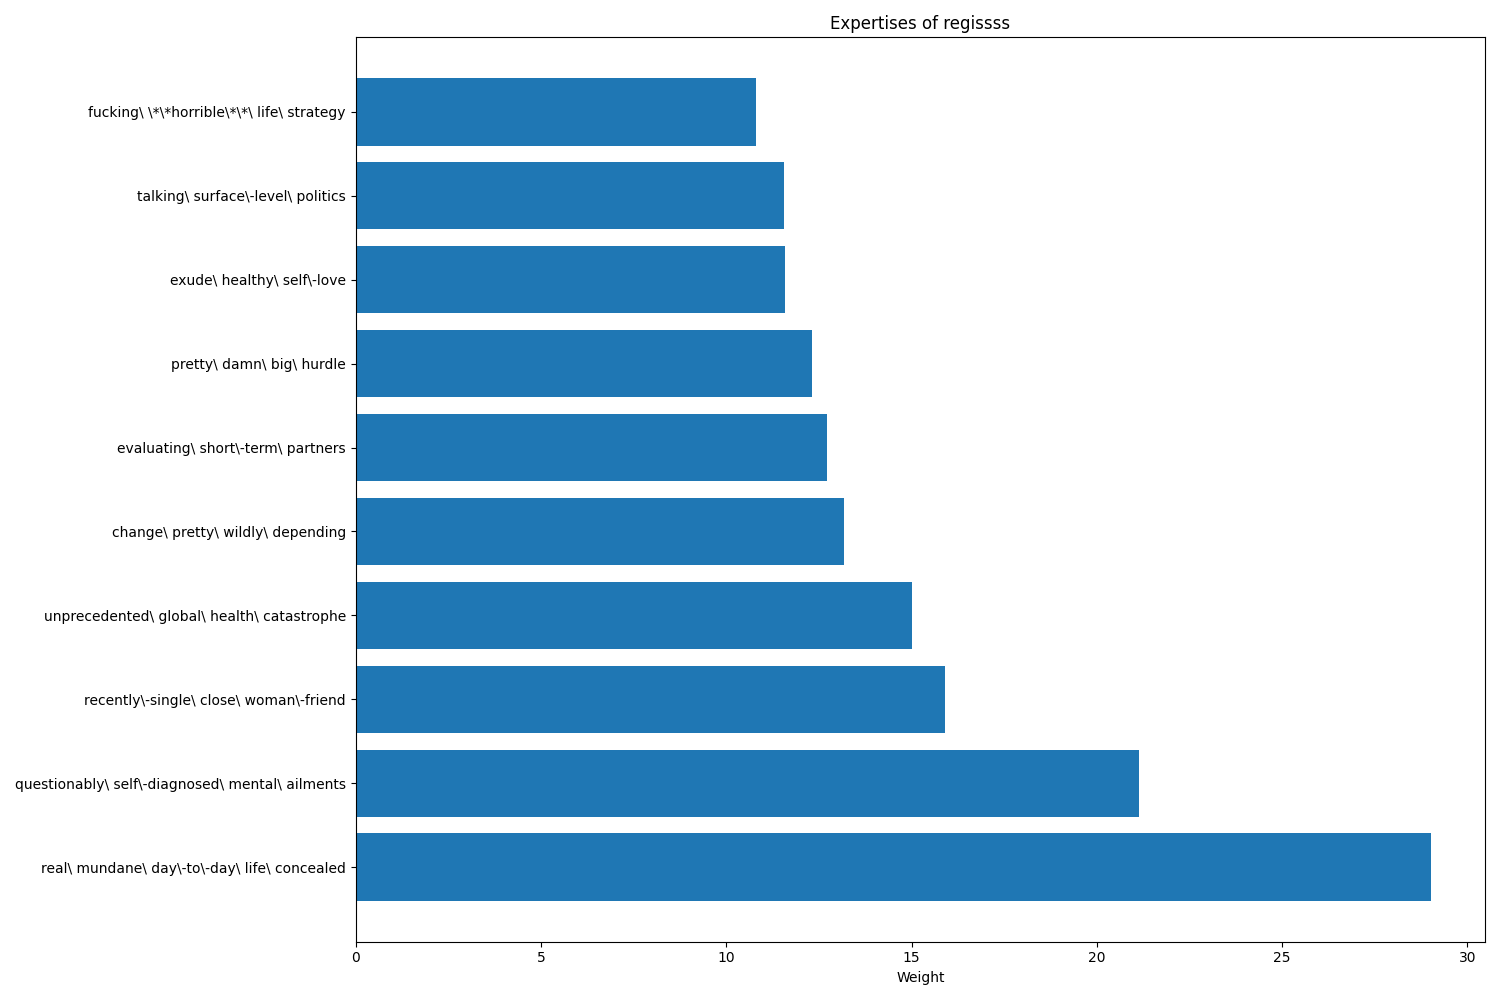 Expertises of regissss
fucking\ \*\*horrible\*\*\ life\ strategy
talking\ surface\-level\ politics
exude\ healthy\ self\-love
pretty\ damn\ big\ hurdle
evaluating\ short\-term\ partners
change\ pretty\ wildly\ depending
unprecedented\ global\ health\ catastrophe
recently\-single\ close\ woman\-friend
questionably\ self\-diagnosed\ mental\ ailments
real\ mundane\ day\-to\-day\ life\ concealed
0 5 10 15 20 25 30
Weight